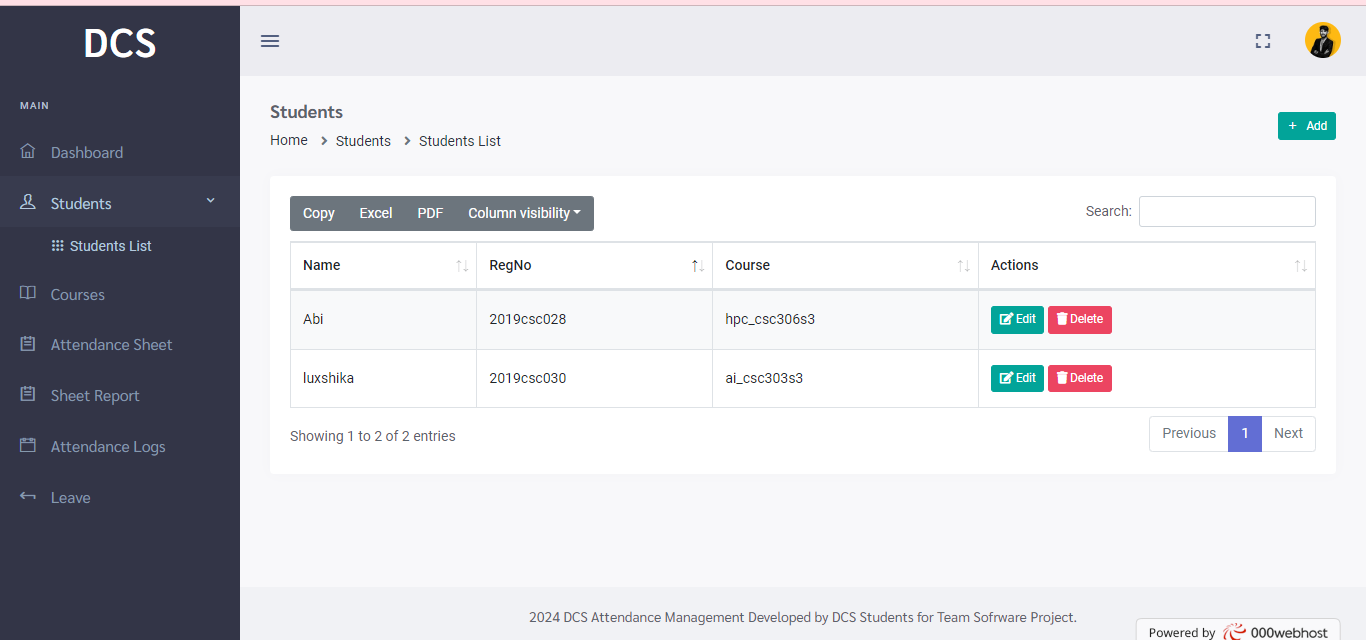 DCS
MAIN
Dashboard
Students
Students List
Courses
Attendance Sheet
Sheet Report
Attendance Logs
Leave
Students
Home Students Students List
+ Add
Copy Excel PDF Column visibility
Search:
Name RegNo Course Actions
Abi 2019csc028 hpc_csc306s3 Edit Delete
luxshika 2019csc030 ai_csc303s3 Edit Delete
Showing 1 to 2 of 2 entries
Previous 1 Next
2024 DCS Attendance Management Developed by DCS Students for Team Sofrware Project.
Powered by 000webhost